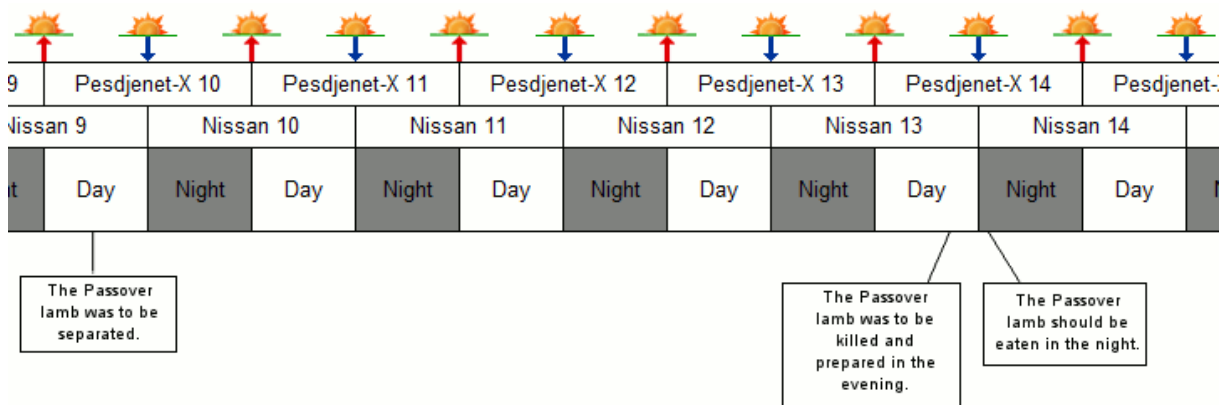 9 Pesdjenet-X 10 Pesdjenet-X 11 Pesdjenet-X 12 Pesdjenet-X 13 Pesdjenet-X 14 Pesdjenet-X
Nissan 9 Nissan 10 Nissan 11 Nissan 12 Nissan 13 Nissan 14
Day Night Day Night Day Night Day Night Day Night Day
The Passover
lamb was to be
separated.
The Passover
lamb was to be
killed and
prepared in the
evening.
The Passover
lamb should be
eaten in the night.